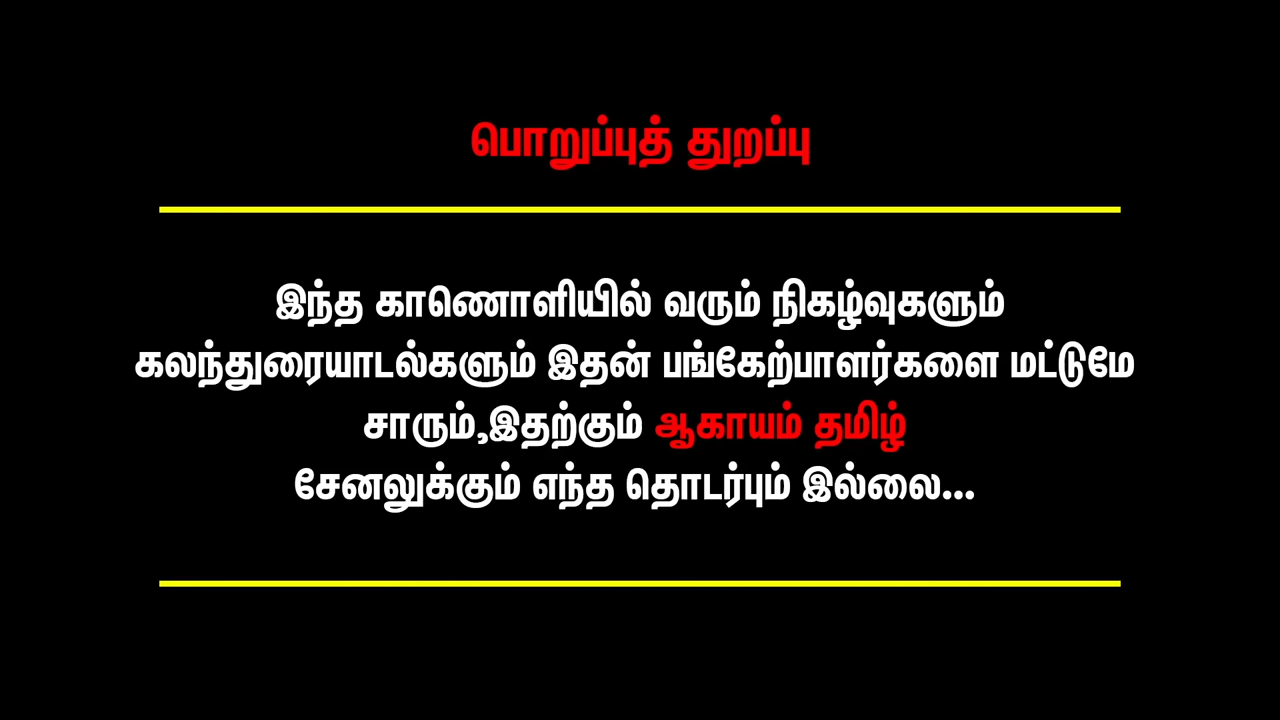 பொறுப்புத் துறப்பு
இந்த காணொளியில் வரும் நிகழ்வுகளும்
கலந்துரையாடல்களும் இதன் பங்கேற்பாளர்களை மட்டுமே
சாரும்,இதற்கும் ஆகாயம் தமிழ்
சேனலுக்கும் எந்த தொடர்பும் இல்லை...